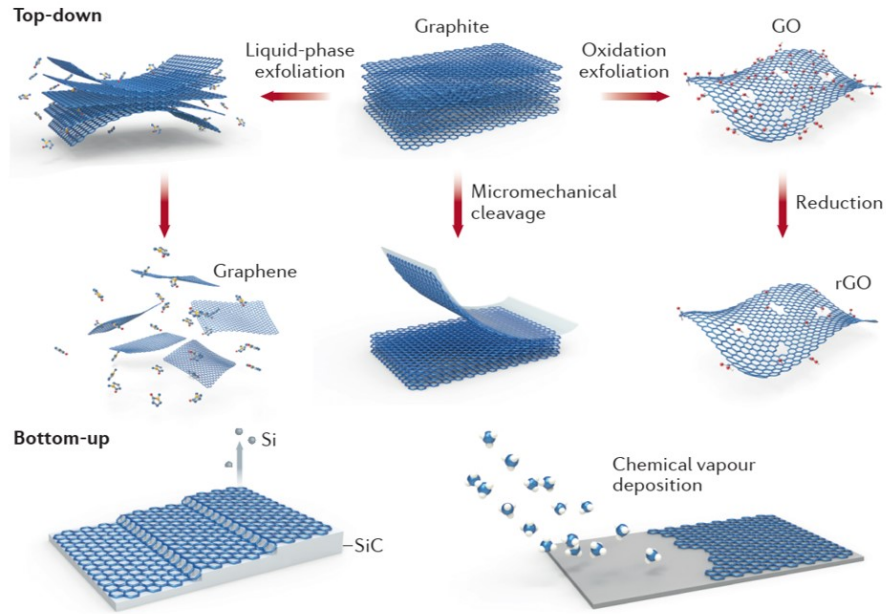 Top-down
Graphite
GO
Liquid-phase
exfoliation
Oxidation
exfoliation
Micromechanical
cleavage
Reduction
Graphene
rGO
Bottom-up
Si
SiC
Chemical vapour
deposition